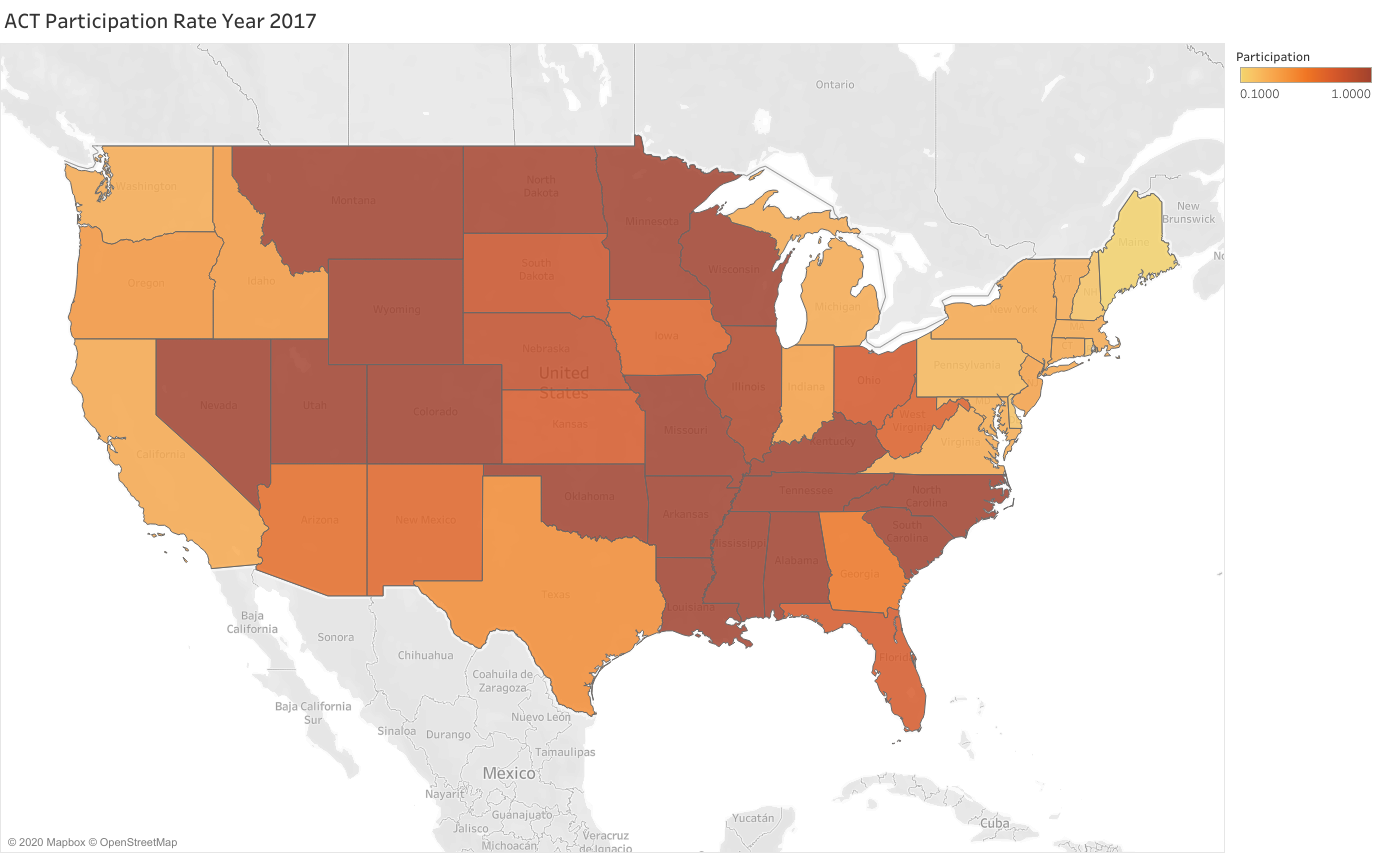 ACT Participation Rate Year 2017
Participation
0.1000 1.0000
Ontario
New
Brunswick
Washington
Montana
North
Dakota
Minnesota
Maine
VT
NH
Oregon
Idaho
South
Dakota
Wisconsin
Wyoming
Michigan
New York
MA
CT
Iowa
Nebraska
Pennsylvania
United
States
Nevada
Utah
Colorado
Illinois
Indiana
Ohio
Kansas
Missouri
West
Virginia
Virginia
Kentucky
California
Oklahoma
Tennessee
North
Carolina
Arizona
New Mexico
Arkansas
South
Carolina
Mississippi
Alabama
Georgia
Texas
Louisiana
Florida
Baja
California
Sonora
Chihuahua
Coahuila de
Zaragoza
Baja California
Sur
Nuevo León
Sinaloa
Durango
Tamaulipas
Mexico
Nayarit
Guanajuato
Jalisco
Michoacán
Veracruz
de Ignacio
Yucatán
Cuba
© 2020 Mapbox © OpenStreetMap